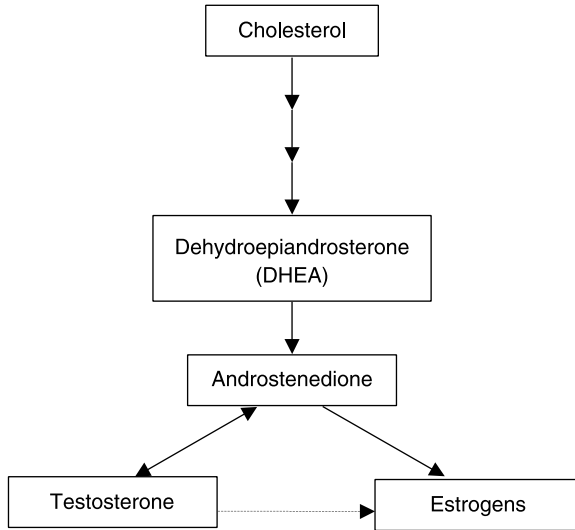 Cholesterol
Dehydroepiandrosterone
(DHEA)
Androstenedione
Testosterone
Estrogens